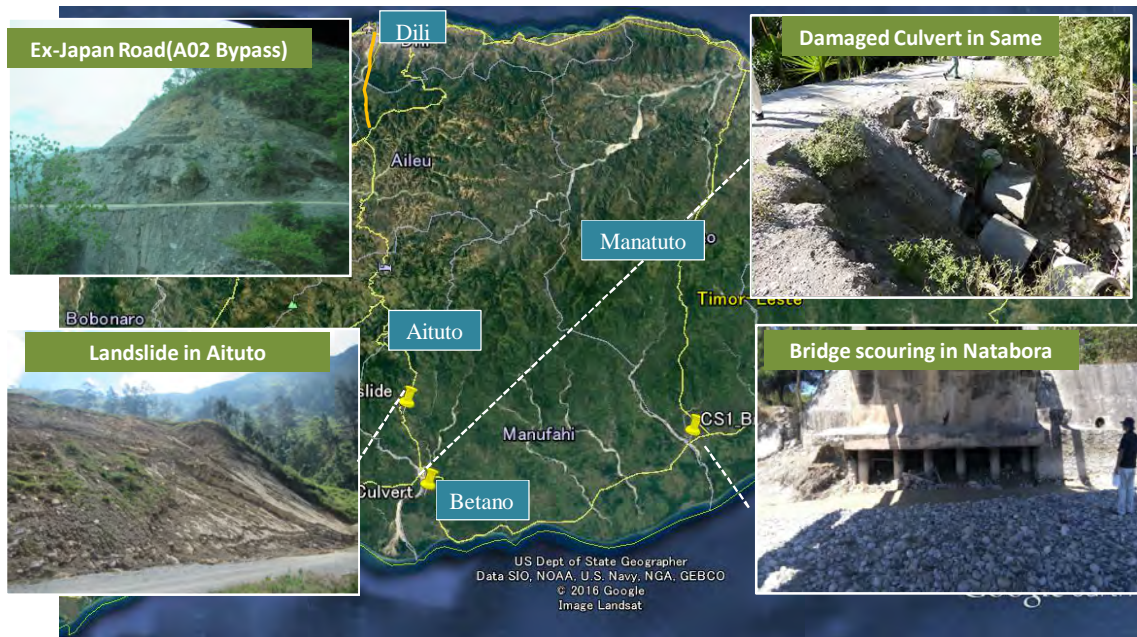 Ex-Japan Road(A02 Bypass)
Dili
Damaged Culvert in Same
Aileu
Manatuto
Timor-Leste
Bobonaro
Landslide in Aituto
Aituto
Bridge scouring in Natabora
slide
CS1_B
Manufahi
Culvert
Betano
US Dept of State Geographer
Data SIO, NOAA, U.S. Navy, NGA, GEBCO
© 2016 Google
Image Landsat